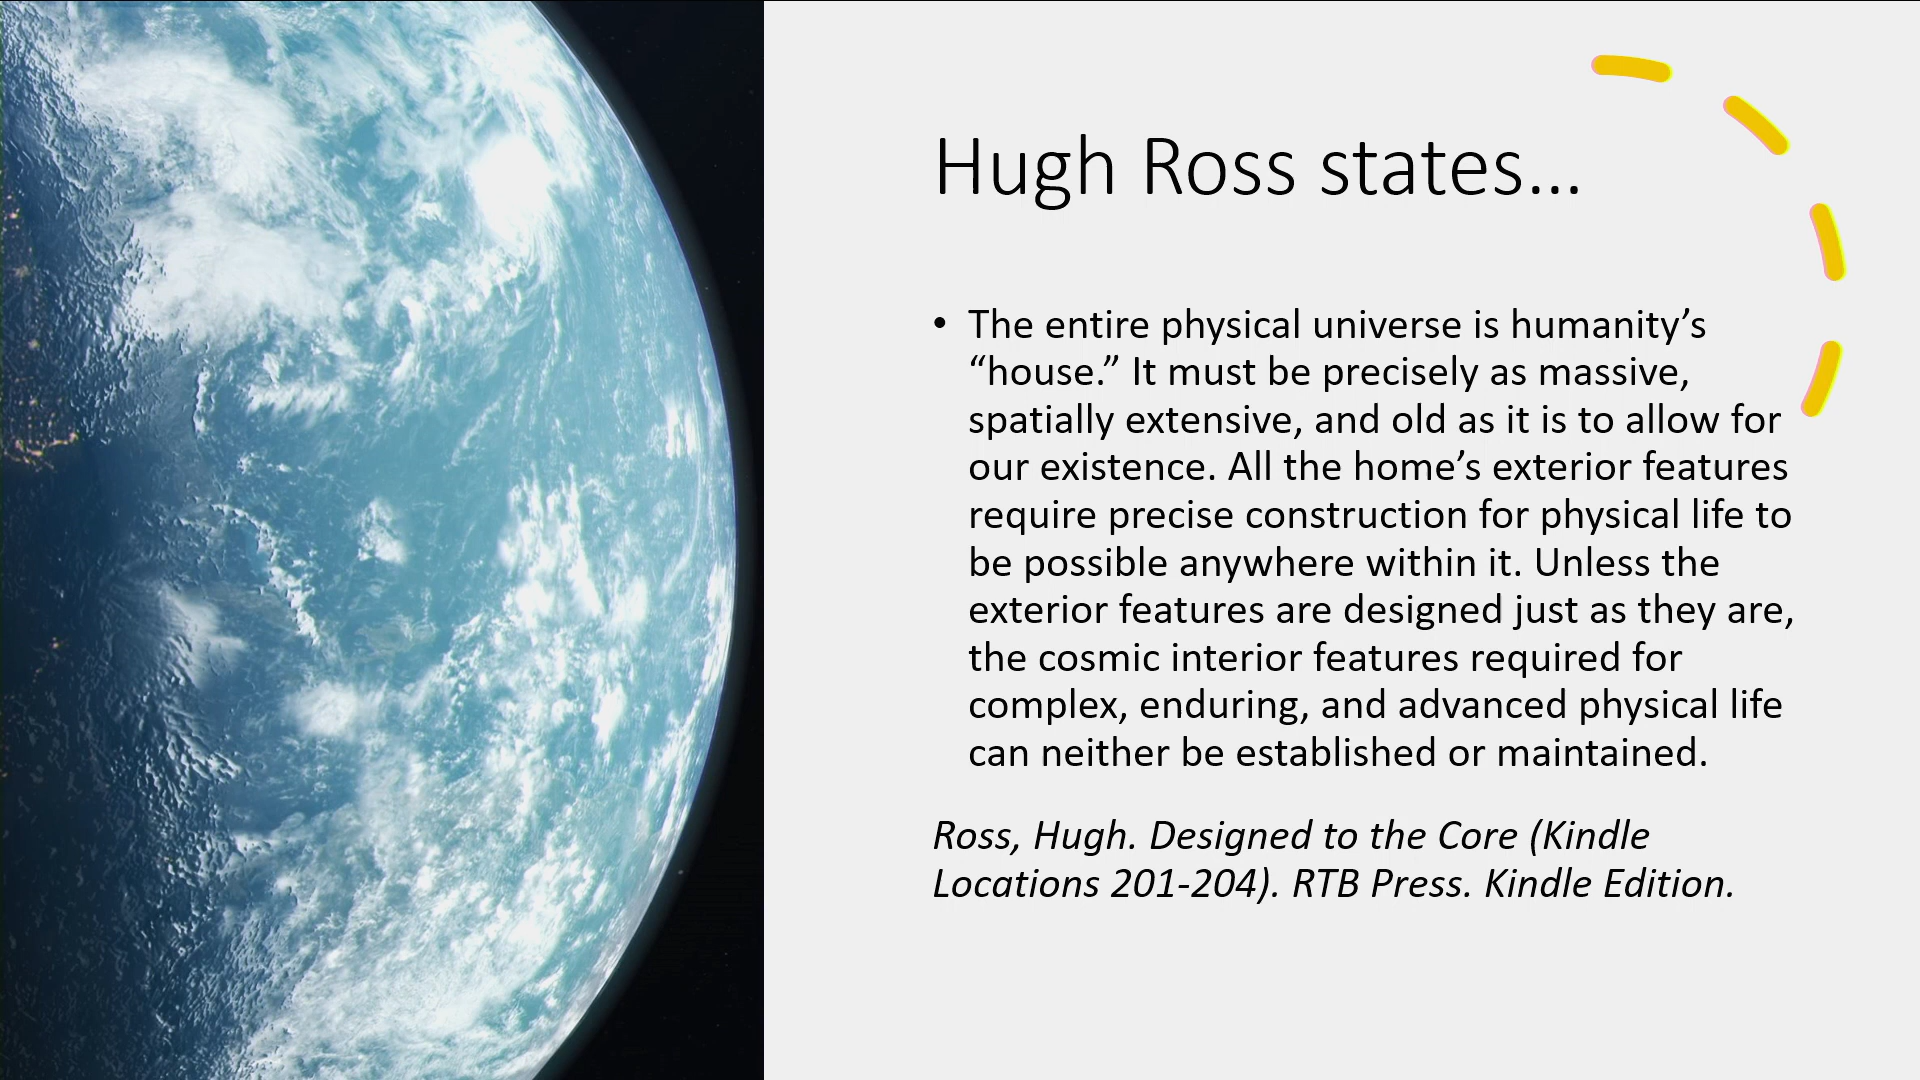 Hugh Ross states...
• The entire physical universe is humanity’s
“house.” It must be precisely as massive,
spatially extensive, and old as it is to allow for
our existence. All the home’s exterior features
require precise construction for physical life to
be possible anywhere within it. Unless the
exterior features are designed just as they are,
the cosmic interior features required for
complex, enduring, and advanced physical life
can neither be established or maintained.
Ross, Hugh. Designed to the Core (Kindle
Locations 201-204). RTB Press. Kindle Edition.